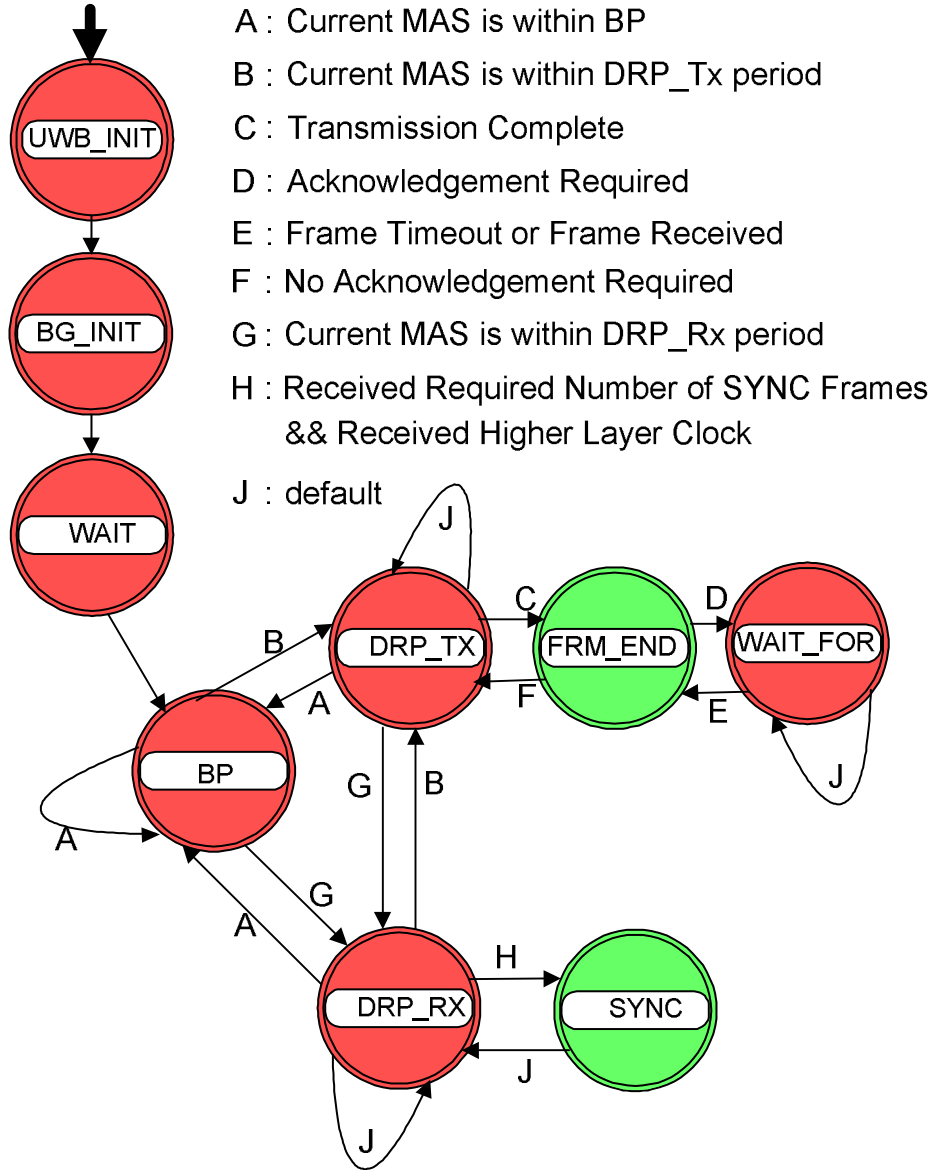 A : Current MAS is within BP
B : Current MAS is within DRP_Tx period
C : Transmission Complete
D : Acknowledgement Required
E : Frame Timeout or Frame Received
F : No Acknowledgement Required
G : Current MAS is within DRP_Rx period
H : Received Required Number of SYNC Frames
&& Received Higher Layer Clock
J : default
UWB_INIT
BG_INIT
WAIT
J
C
D
B
DRP_TX
FRM_END
WAIT_FOR
A
F
E
BP
G
B
J
A
G
A
H
DRP_RX
SYNC
J
J